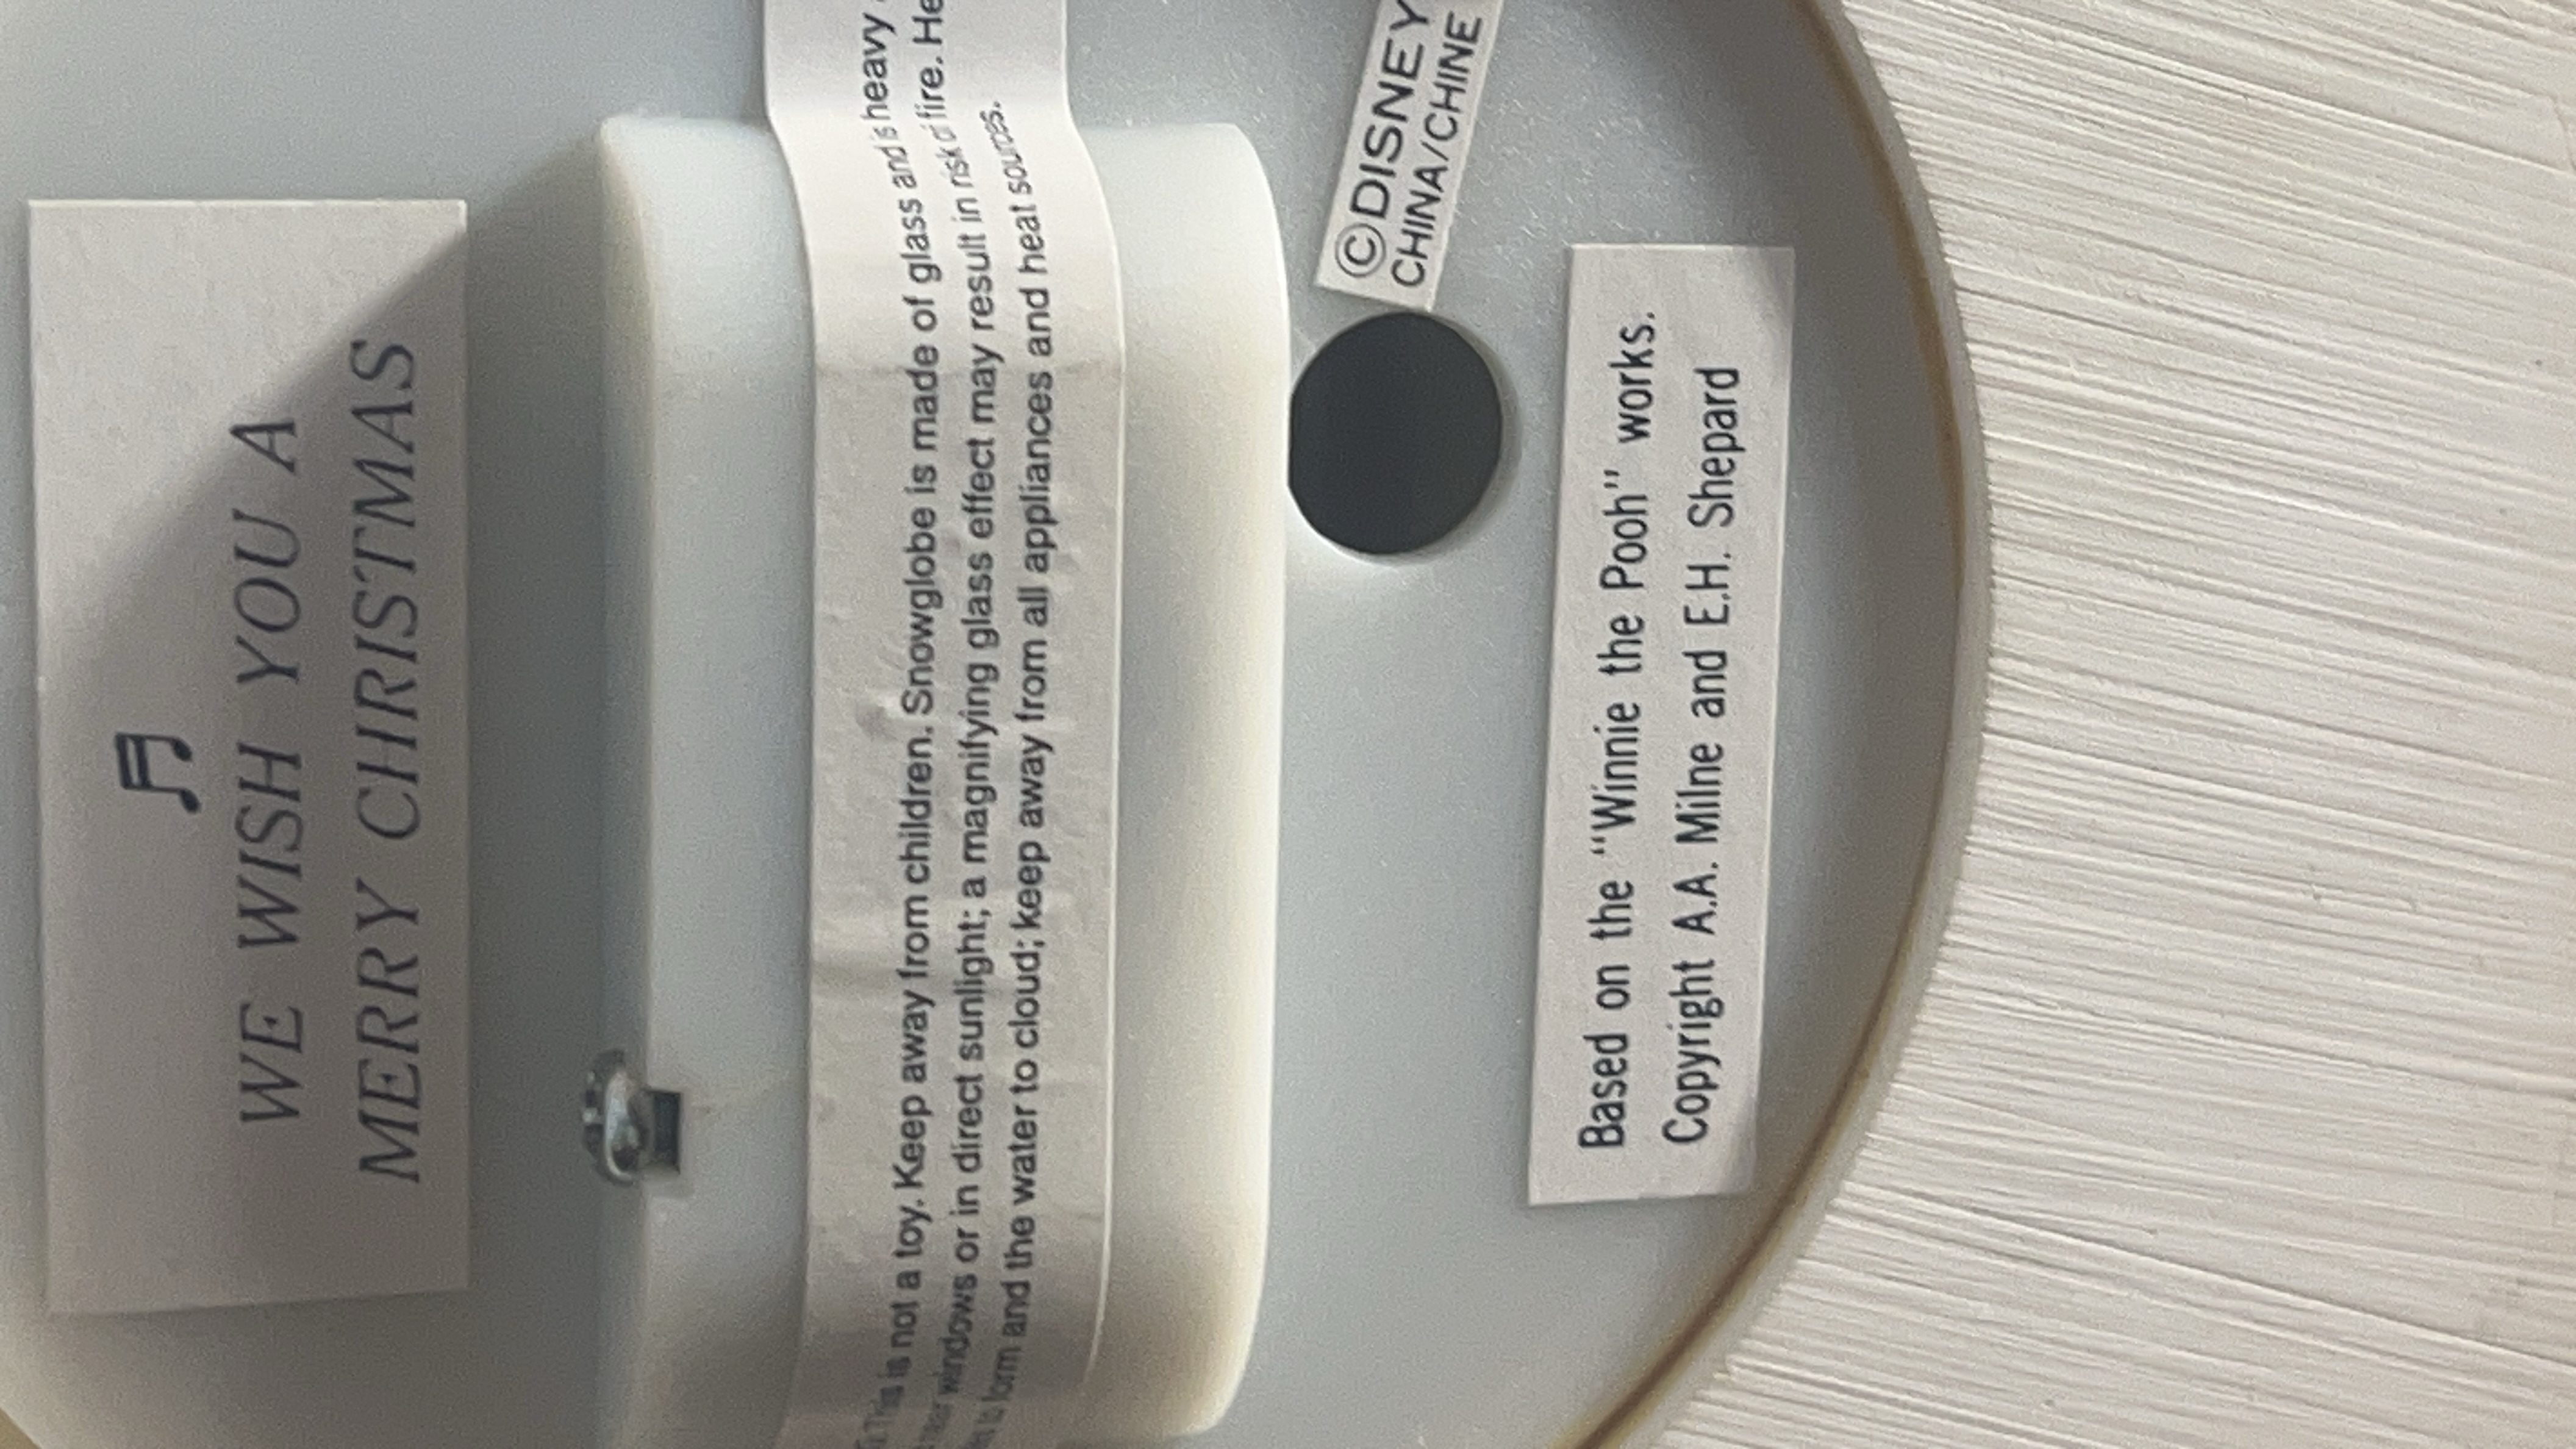 ♫
WE WISH YOU A
MERRY CHRISTMAS
This is not a toy. Keep away from children. Snowglobe is made of glass and is heavy
windows or in direct sunlight; a magnifying glass effect may result in risk of fire. He
to form and the water to cloud; keep away from all appliances and heat sources.
©DISNEY
CHINA/CHINE
Based on the "Winnie the Pooh" works.
Copyright A.A. Milne and E.H. Shepard